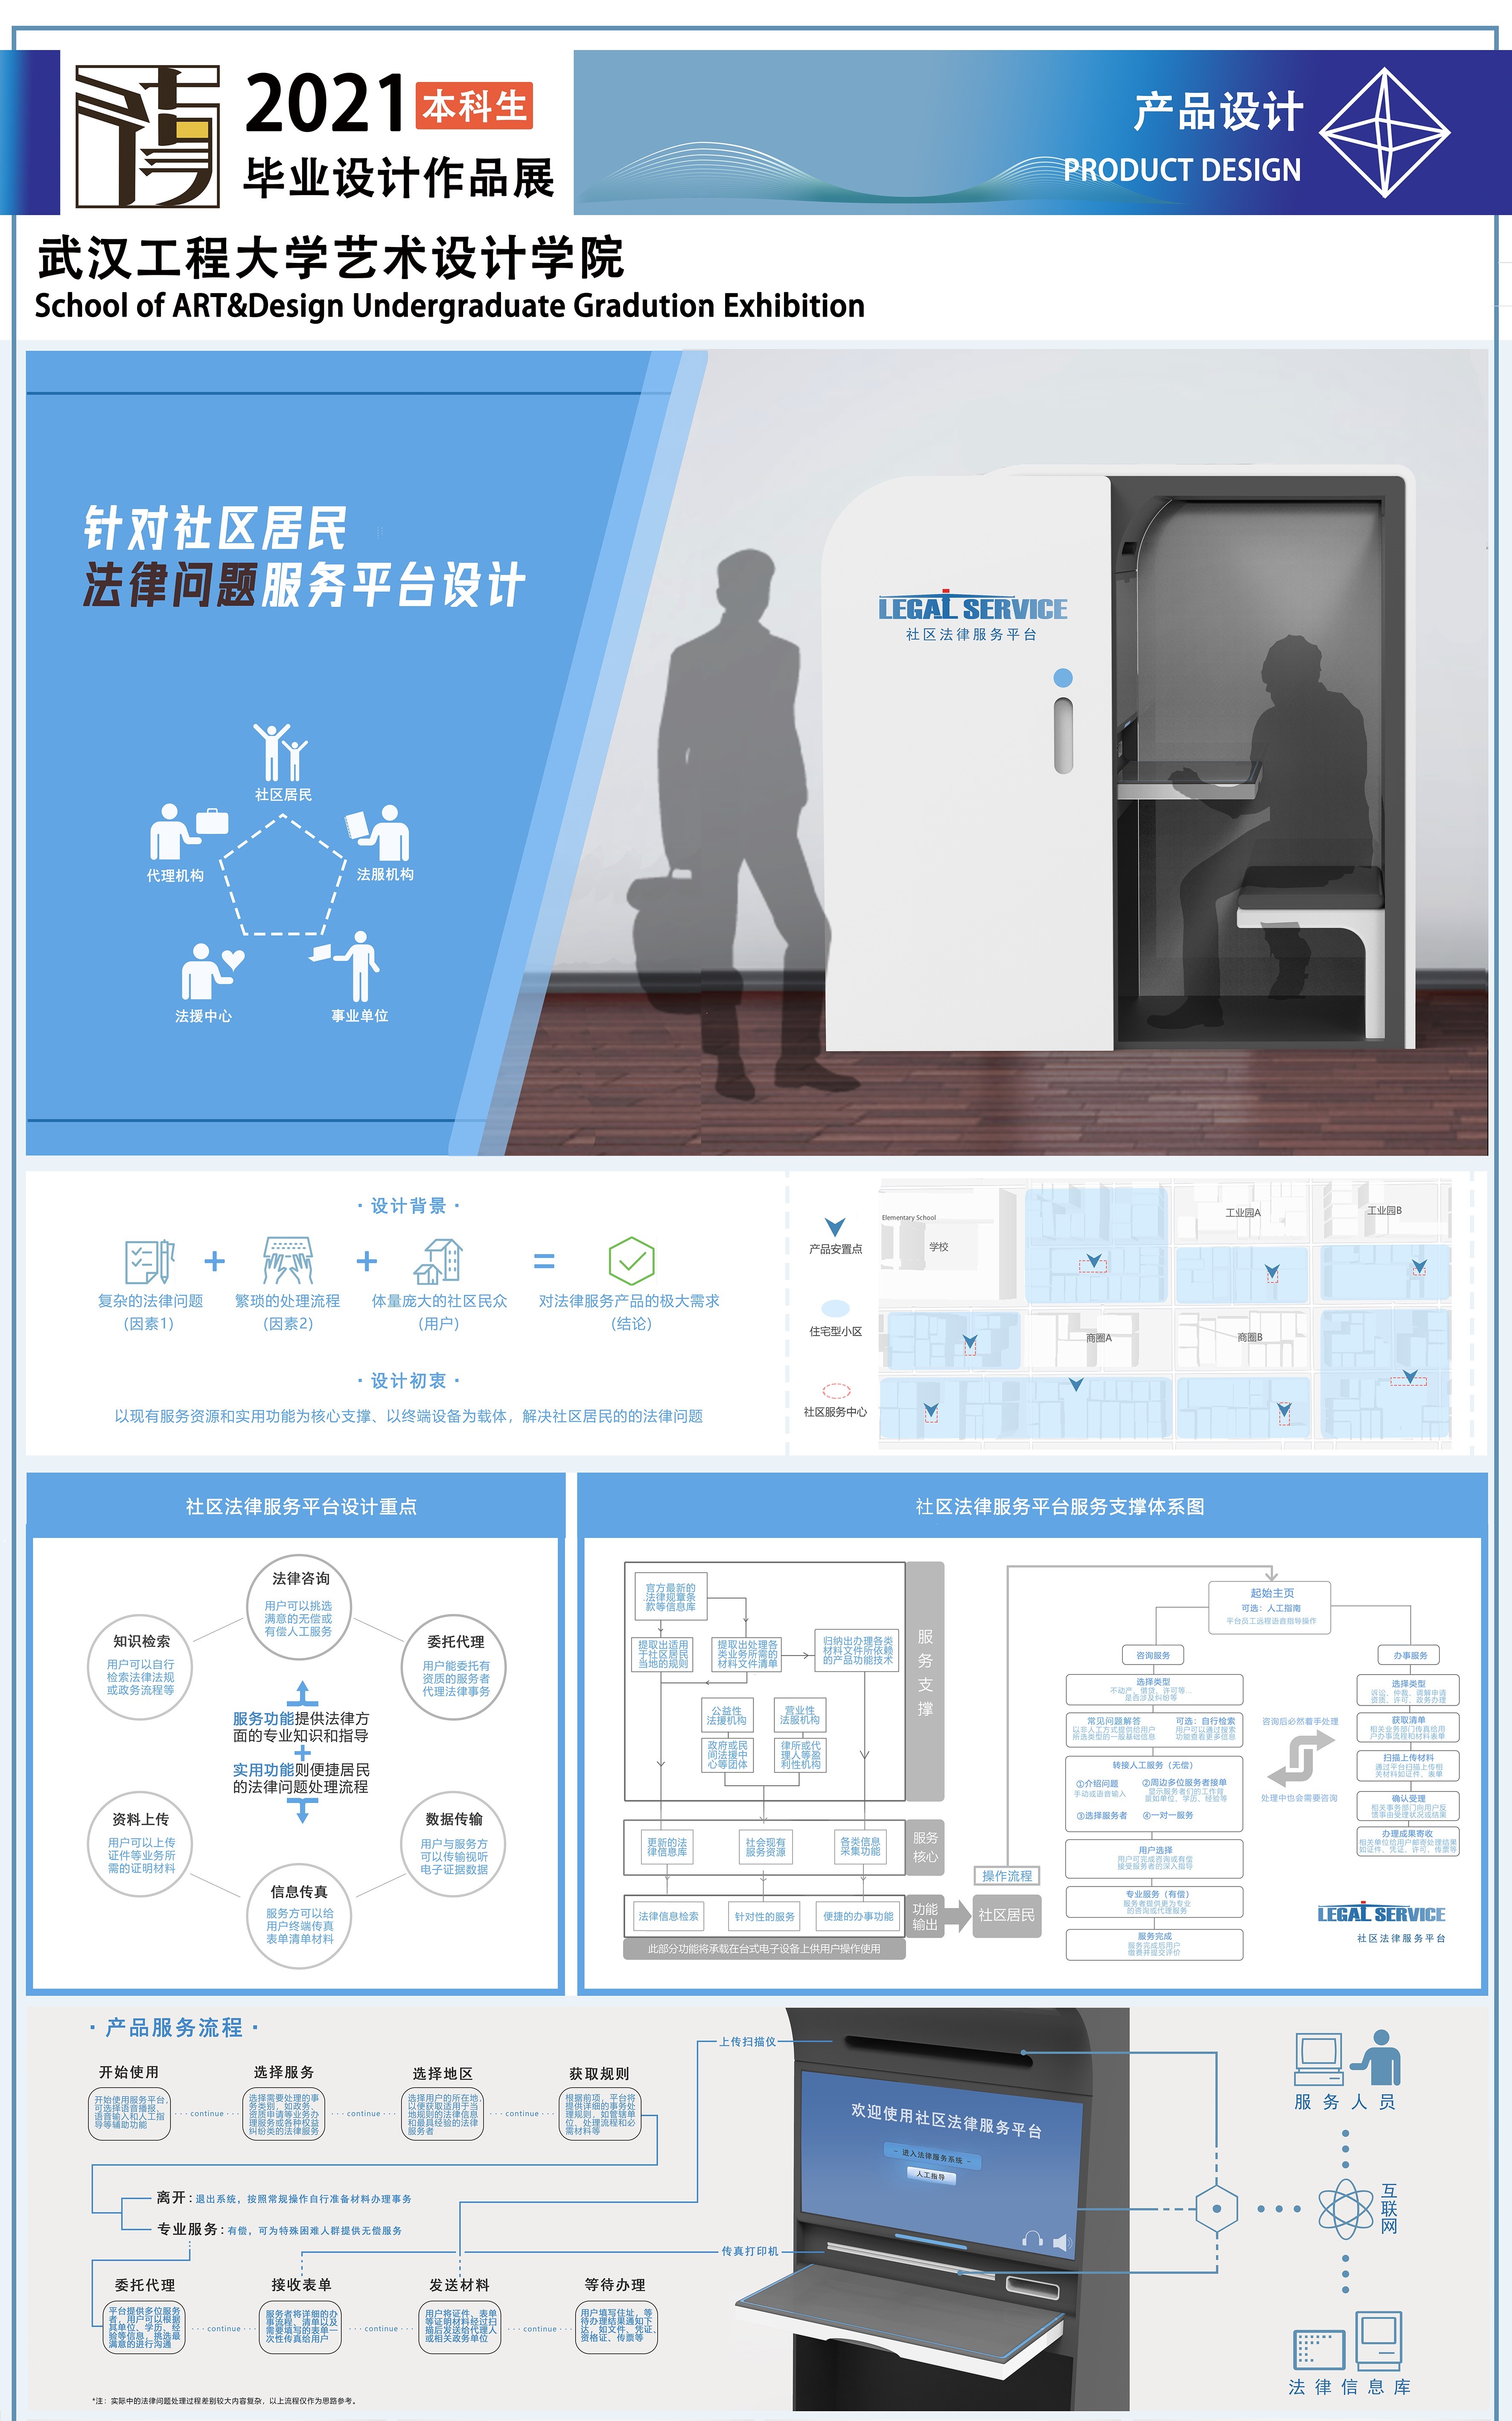 2021 本科生
毕业设计作品展
产品设计
PRODUCT DESIGN
武汉工程大学艺术设计学院
School of ART&Design Undergraduate Gradution Exhibition
针对社区居民
法律问题服务平台设计
社区居民
代理机构
法服机构
法援中心
事业单位
LEGAL SERVICE
社区法律服务平台
·设计背景·
复杂的法律问题
(因素1)
+
繁琐的处理流程
(因素2)
+
体量庞大的社区民众
(用户)
=
对法律服务产品的极大需求
(结论)
·设计初衷·
以现有服务资源和实用功能为核心支撑、以终端设备为载体，解决社区居民的的法律问题
产品安置点
住宅型小区
社区服务中心
Elementary School
学校
工业园A
工业园B
商圈A
商圈B
社区法律服务平台设计重点
法律咨询
用户可以挑选
满意的无偿或
有偿人工服务
知识检索
用户可以自行
检索法律法规
或政务流程等
委托代理
用户能委托有
资质的服务者
代理法律事务
服务功能提供法律方
面的专业知识和指导
+
实用功能则便捷居民
的法律问题处理流程
资料上传
用户可以上传
证件等业务所
需的证明材料
数据传输
用户与服务方
可以传输视听
电子证据数据
信息传真
服务方可以给
用户终端传真
表单清单材料
社区法律服务平台服务支撑体系图
官方最新的
法律规章条
款等信息库
提取出适用
于社区居民
当地的规则
提取出处理各
类业务所需的
材料文件清单
归纳出办理各类
材料文件所依赖
的产品功能技术
公益性
法援机构
营业性
法服机构
政府或民
间法援中
心等团体
律所或代
理人等盈
利性机构
服务支撑
更新的法
律信息库
社会现有
服务资源
各类信息
采集功能
服务
核心
法律信息检索
针对性的服务
便捷的办事功能
功能
输出
社区居民
操作流程
此部分功能将承载在台式电子设备上供用户操作使用
起始主页
可选：人工指南
平台员工远程语音指导操作
咨询服务
选择类型
不动产、借贷、许可等...
是否涉及纠纷等
常见问题解答
以非人工方式提供给用户
所选类型的一般基础信息
可选：自行检索
用户可以通过搜索
功能查看更多信息
转接人工服务（无偿）
①介绍问题
手动或语音输入
②周边多位服务者接单
显示服务者们的工作背
景如单位、学历、经验等
③选择服务者
④一对一服务
用户选择
用户可完成咨询或有偿
接受服务者的深入指导
专业服务（有偿）
服务者提供更为专业
的咨询或代理服务
服务完成
服务完成后用户
缴费并提交评价
咨询后必然着手处理
处理中也会需要咨询
办事服务
选择类型
诉讼、仲裁、调解申请
资质、许可、政务办理
获取清单
相关业务部门传真给用
户办事流程和材料表单
扫描上传材料
通过平台扫描上传相
关材料如证件、表单
确认受理
相关事务部门向用户反
馈事由受理状况或结果
办理成果寄收
相关单位给用户邮寄处理结果
如证件、凭证、许可、传票等
LEGAL SERVICE
社区法律服务平台
·产品服务流程·
开始使用
开始使用服务平台，
可选择语音播报、
语音输入和人工指
导等辅助功能
···continue···
选择服务
选择需要处理的事
务类别，如政务、
资质申请等业务办
理服务或各种权益
纠纷类的法律服务
···continue···
选择地区
选择用户的所在地，
以便获取适用于当
地规则的法律信息
和最具经验的法律
服务者
···continue···
获取规则
根据前项，平台将
提供详细的事务处
理规则，如管辖单
位、处理流程和必
需材料等
离开：退出系统，按照常规操作自行准备材料办理事务
专业服务：有偿，可为特殊困难人群提供无偿服务
委托代理
平台提供多位服务
者，用户可以根据
其单位、学历、经
验等信息，挑选最
满意的进行沟通
···continue···
接收表单
服务者将详细的办
事流程、清单以及
需要填写的表单一
次性传真给用户
···continue···
发送材料
用户将证件、表单
等证明材料经过扫
描后发送给代理人
或相关政务单位
···continue···
等待办理
用户填写住址，等
待办理结果通知下
达，如文件、凭证、
资格证、传票等
*注：实际中的法律问题处理过程差别较大内容复杂，以上流程仅作为思路参考。
上传扫描仪
传真打印机
欢迎使用社区法律服务平台
- 进入法律服务系统 -
人工指导
服务人员
互联网
法律信息库